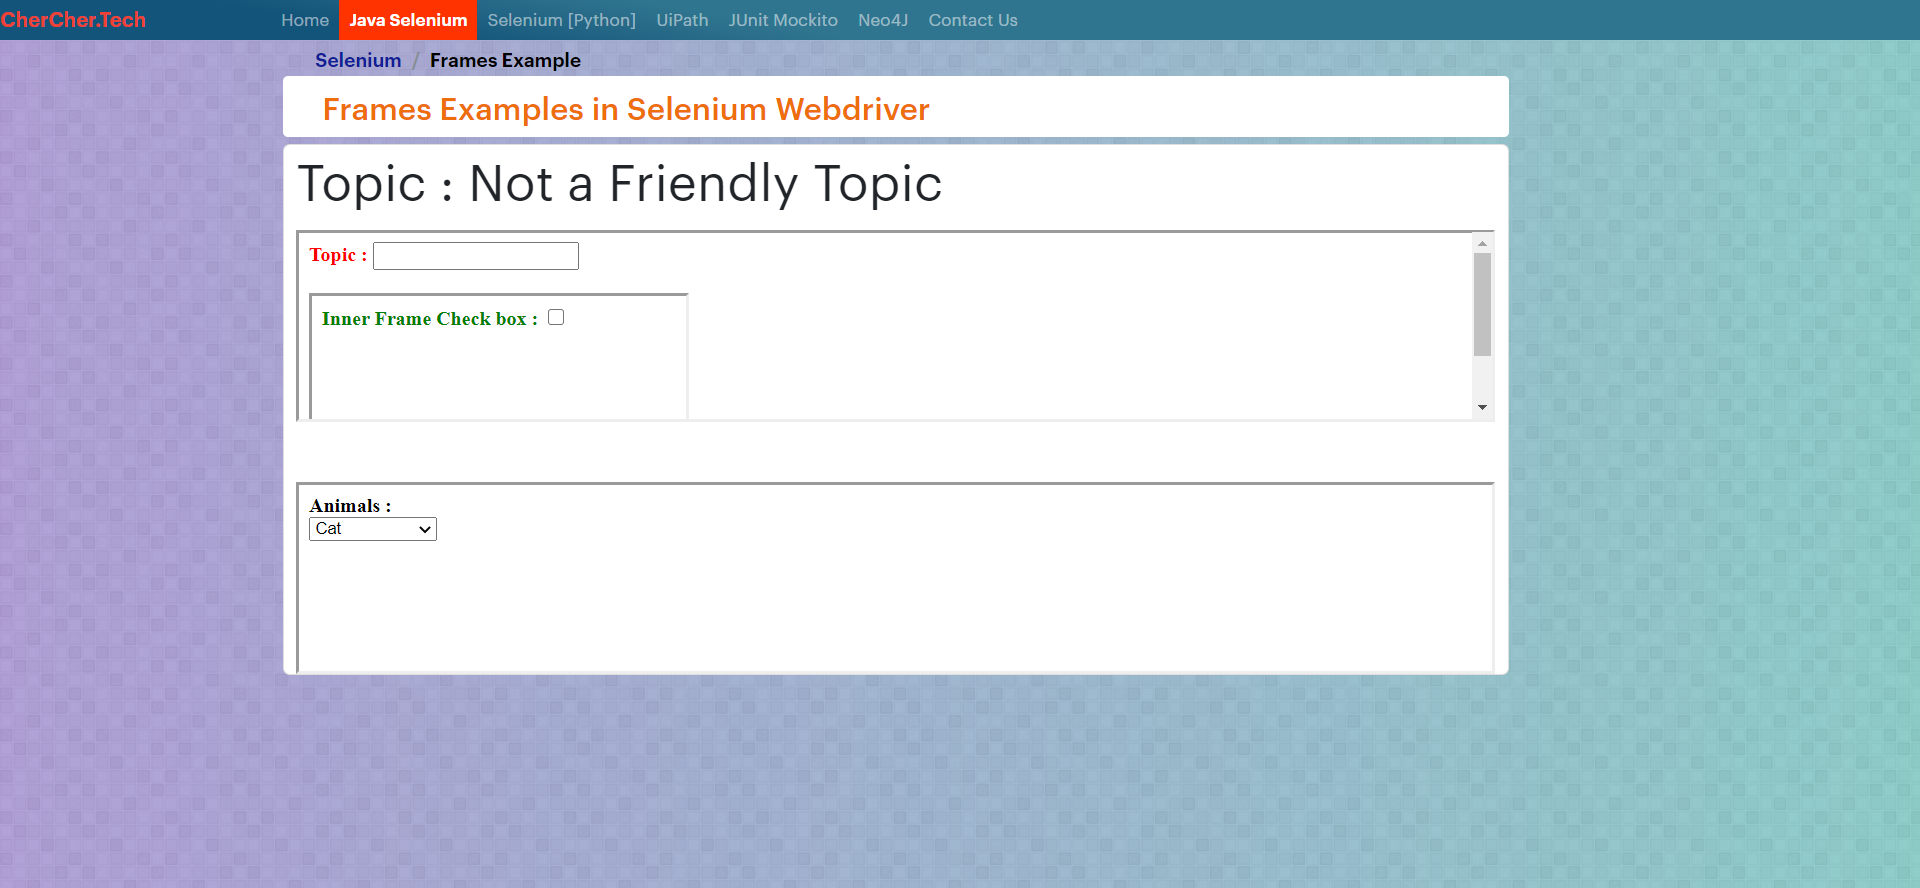 CherCher.Tech Home Java Selenium Selenium [Python] UiPath JUnit Mockito Neo4J Contact Us
Selenium / Frames Example
Frames Examples in Selenium Webdriver
Topic : Not a Friendly Topic
Topic :
Inner Frame Check box :
Animals :
Cat